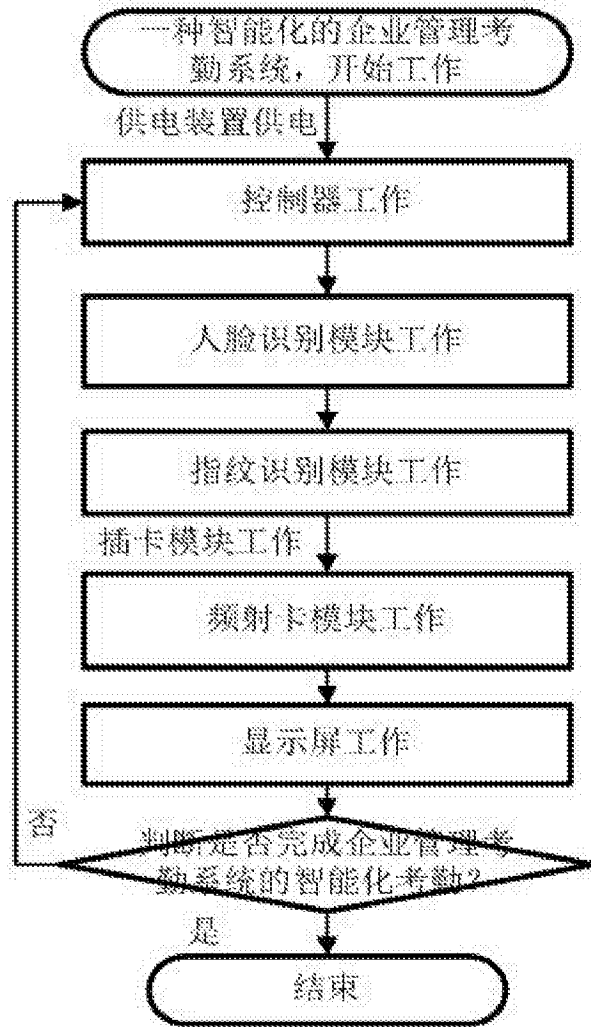 一种智能化的企业管理考
勤系统，开始工作
供电装置供电
控制器工作
人脸识别模块工作
指纹识别模块工作
插卡模块工作
频射卡模块工作
显示屏工作
否
判断是否完成企业管理考
勤系统的智能化考勤？
是
结束